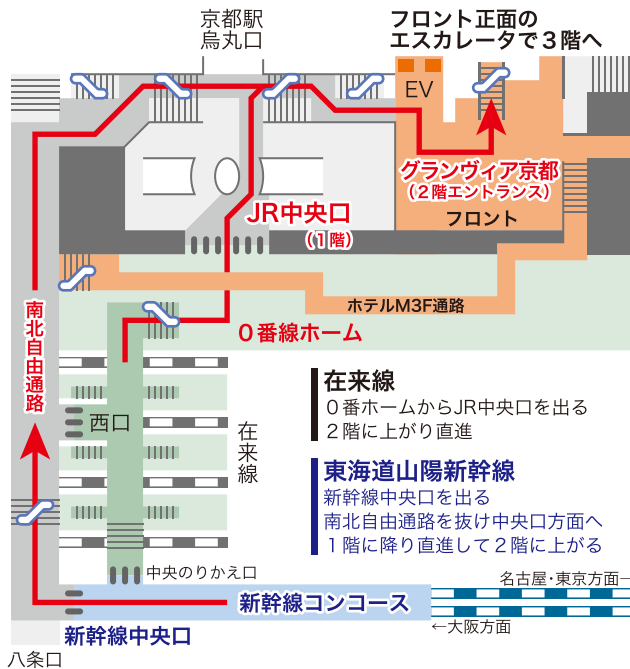 京都駅
烏丸口
フロント正面の
エスカレータで３階へ
EV
グランヴィア京都
（２階エントランス）
フロント
JR中央口
（１階）
ホテルM3F通路
０番線ホーム
南北自由通路
西口
在来線
在来線
０番ホームからJR中央口を出る
２階に上がり直進
東海道山陽新幹線
新幹線中央口を出る
南北自由通路を抜け中央口方面へ
１階に降り直進して２階に上がる
中央のりかえ口
名古屋・東京方面→
新幹線コンコース
←大阪方面
新幹線中央口
八条口